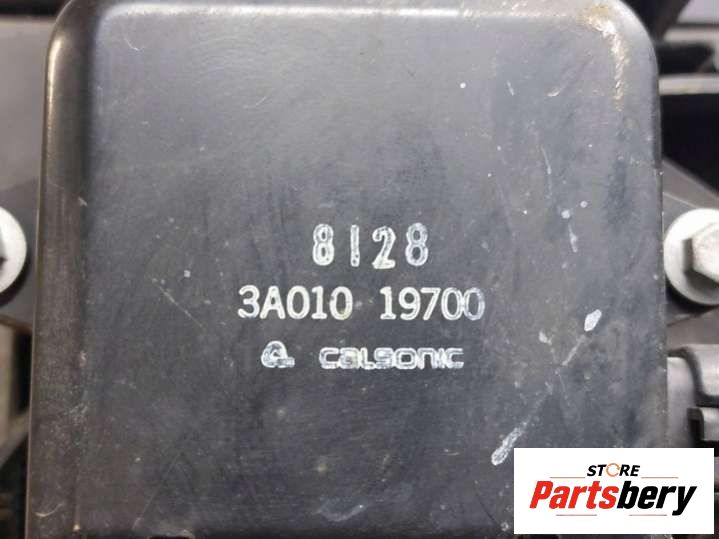 8128
3A010 19700
CALSONIC
STORE
Partsbery